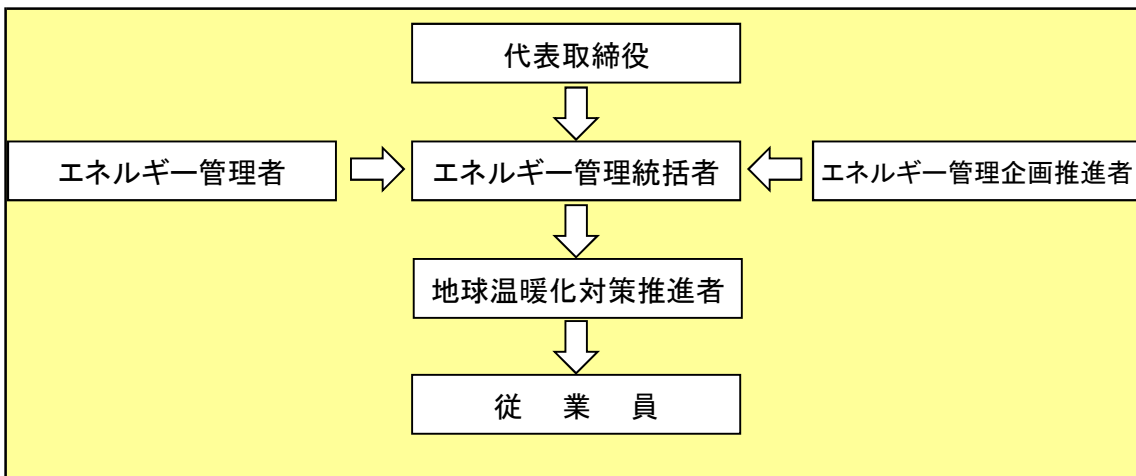 代表取締役
エネルギー管理者
エネルギー管理統括者
エネルギー管理企画推進者
地球温暖化対策推進者
従　業　員